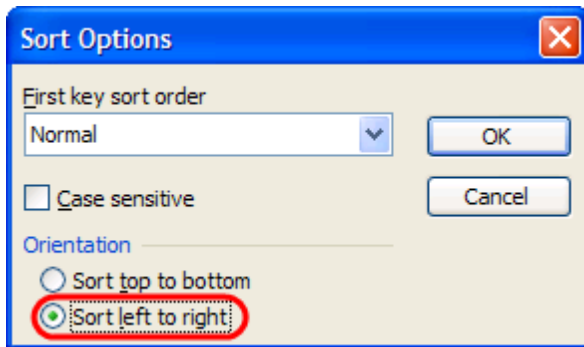 Sort Options
First key sort order
Normal
OK
Case sensitive
Cancel
Orientation
Sort top to bottom
Sort left to right